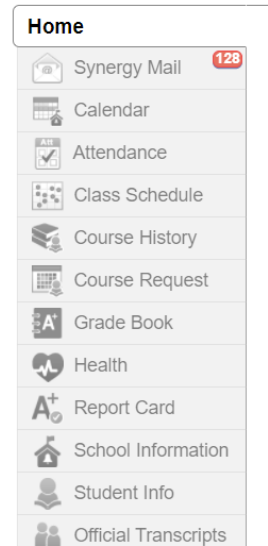 Home
Synergy Mail 128
Calendar
Att Attendance
Class Schedule
Course History
Course Request
A+ Grade Book
Health
A+ Report Card
School Information
Student Info
Official Transcripts